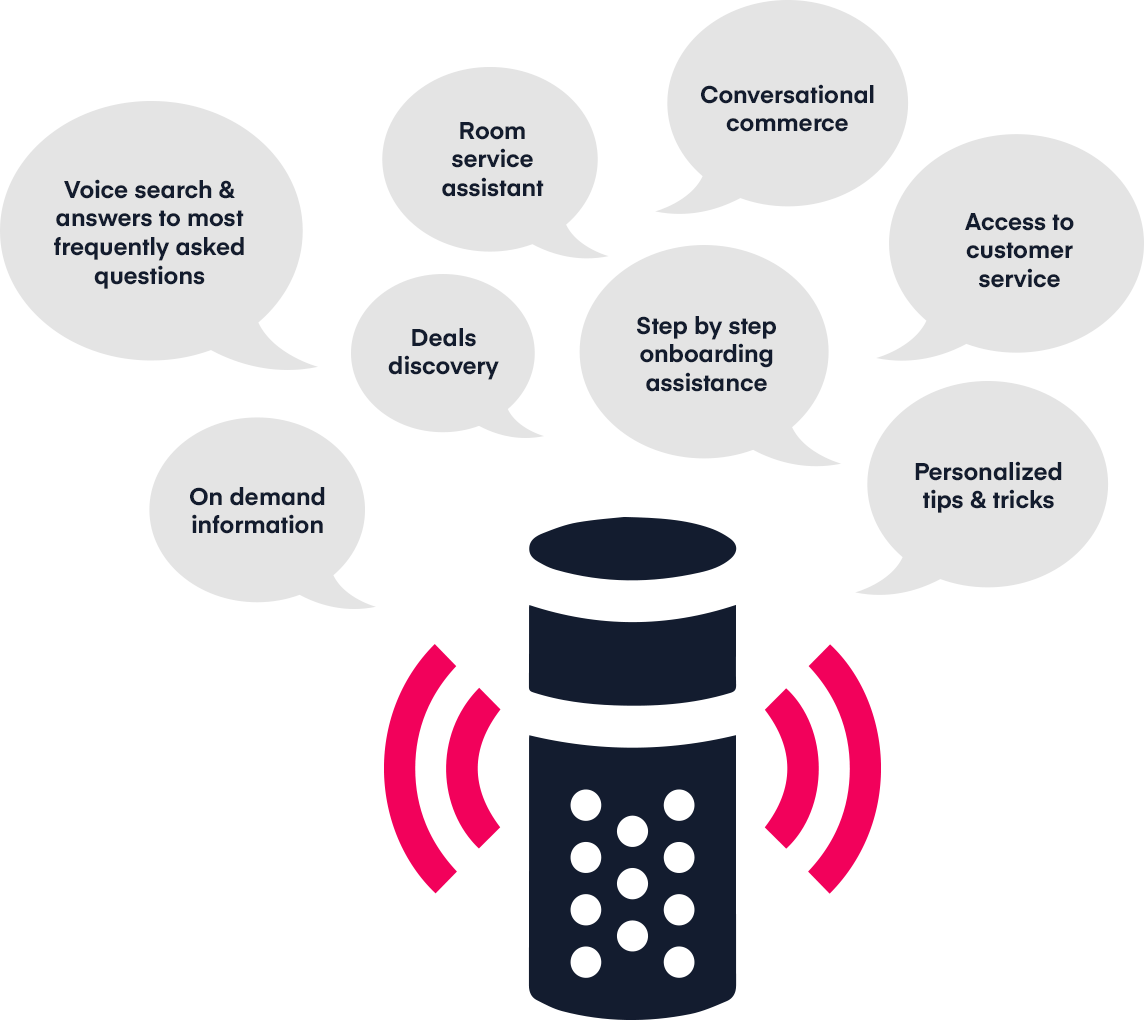 Conversational
commerce
Room
service
assistant
Voice search &
answers to most
frequently asked
questions
Access to
customer
service
Deals
discovery
Step by step
onboarding
assistance
On demand
information
Personalized
tips & tricks